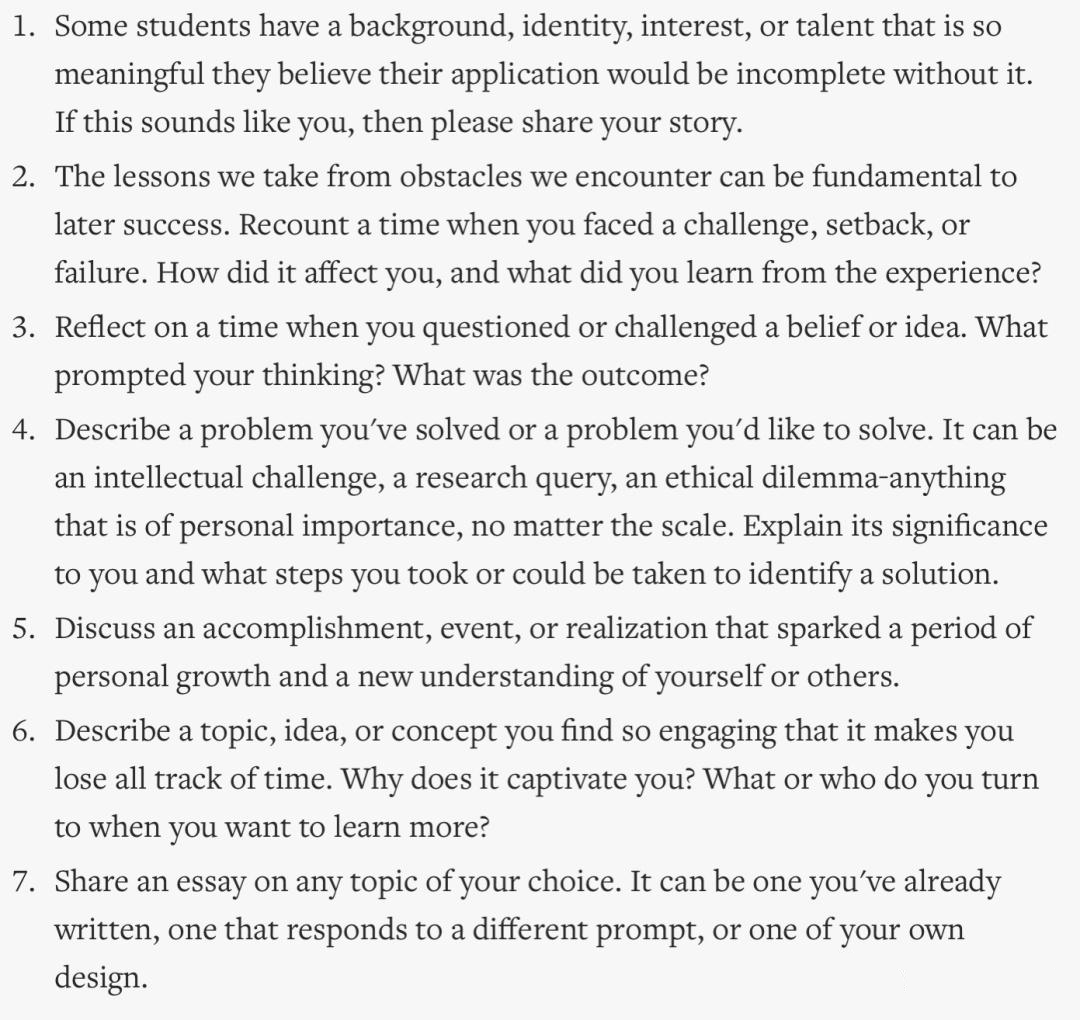 1. Some students have a background, identity, interest, or talent that is so
meaningful they believe their application would be incomplete without it.
If this sounds like you, then please share your story.
2. The lessons we take from obstacles we encounter can be fundamental to
later success. Recount a time when you faced a challenge, setback, or
failure. How did it affect you, and what did you learn from the experience?
3. Reflect on a time when you questioned or challenged a belief or idea. What
prompted your thinking? What was the outcome?
4. Describe a problem you've solved or a problem you'd like to solve. It can be
an intellectual challenge, a research query, an ethical dilemma-anything
that is of personal importance, no matter the scale. Explain its significance
to you and what steps you took or could be taken to identify a solution.
5. Discuss an accomplishment, event, or realization that sparked a period of
personal growth and a new understanding of yourself or others.
6. Describe a topic, idea, or concept you find so engaging that it makes you
lose all track of time. Why does it captivate you? What or who do you turn
to when you want to learn more?
7. Share an essay on any topic of your choice. It can be one you've already
written, one that responds to a different prompt, or one of your own
design.